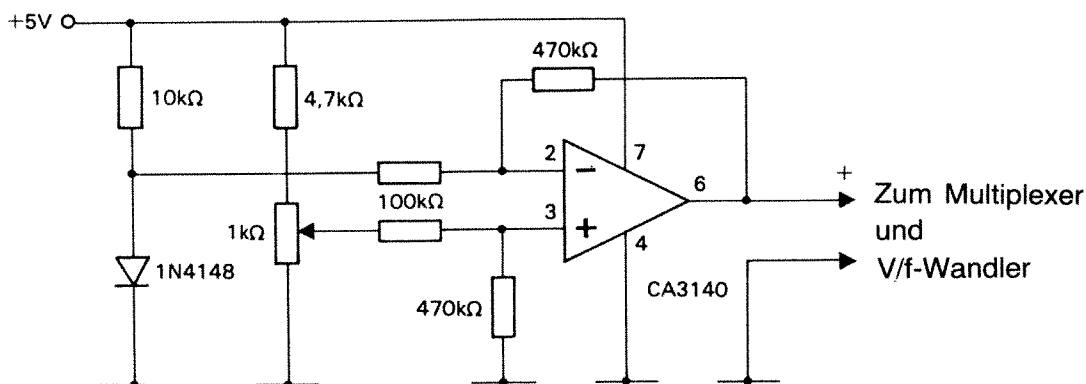 +5V
470kΩ
10kΩ
4,7kΩ
2
7
6
+
Zum Multiplexer
und
V/f-Wandler
100kΩ
3
4
1kΩ
1N4148
CA3140
470kΩ